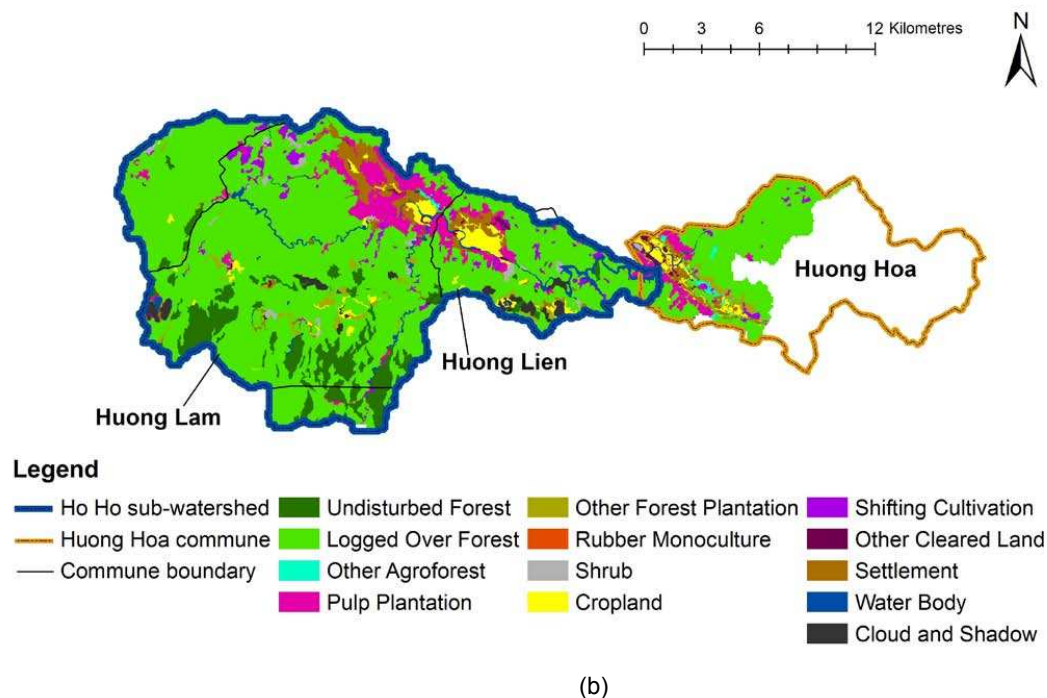 0 3 6 12 Kilometres
N
Huong Hoa
Huong Lien
Huong Lam
Legend
Ho Ho sub-watershed
Huong Hoa commune
Commune boundary
Undisturbed Forest
Logged Over Forest
Other Agroforest
Pulp Plantation
Other Forest Plantation
Rubber Monoculture
Shrub
Cropland
Shifting Cultivation
Other Cleared Land
Settlement
Water Body
Cloud and Shadow
(b)